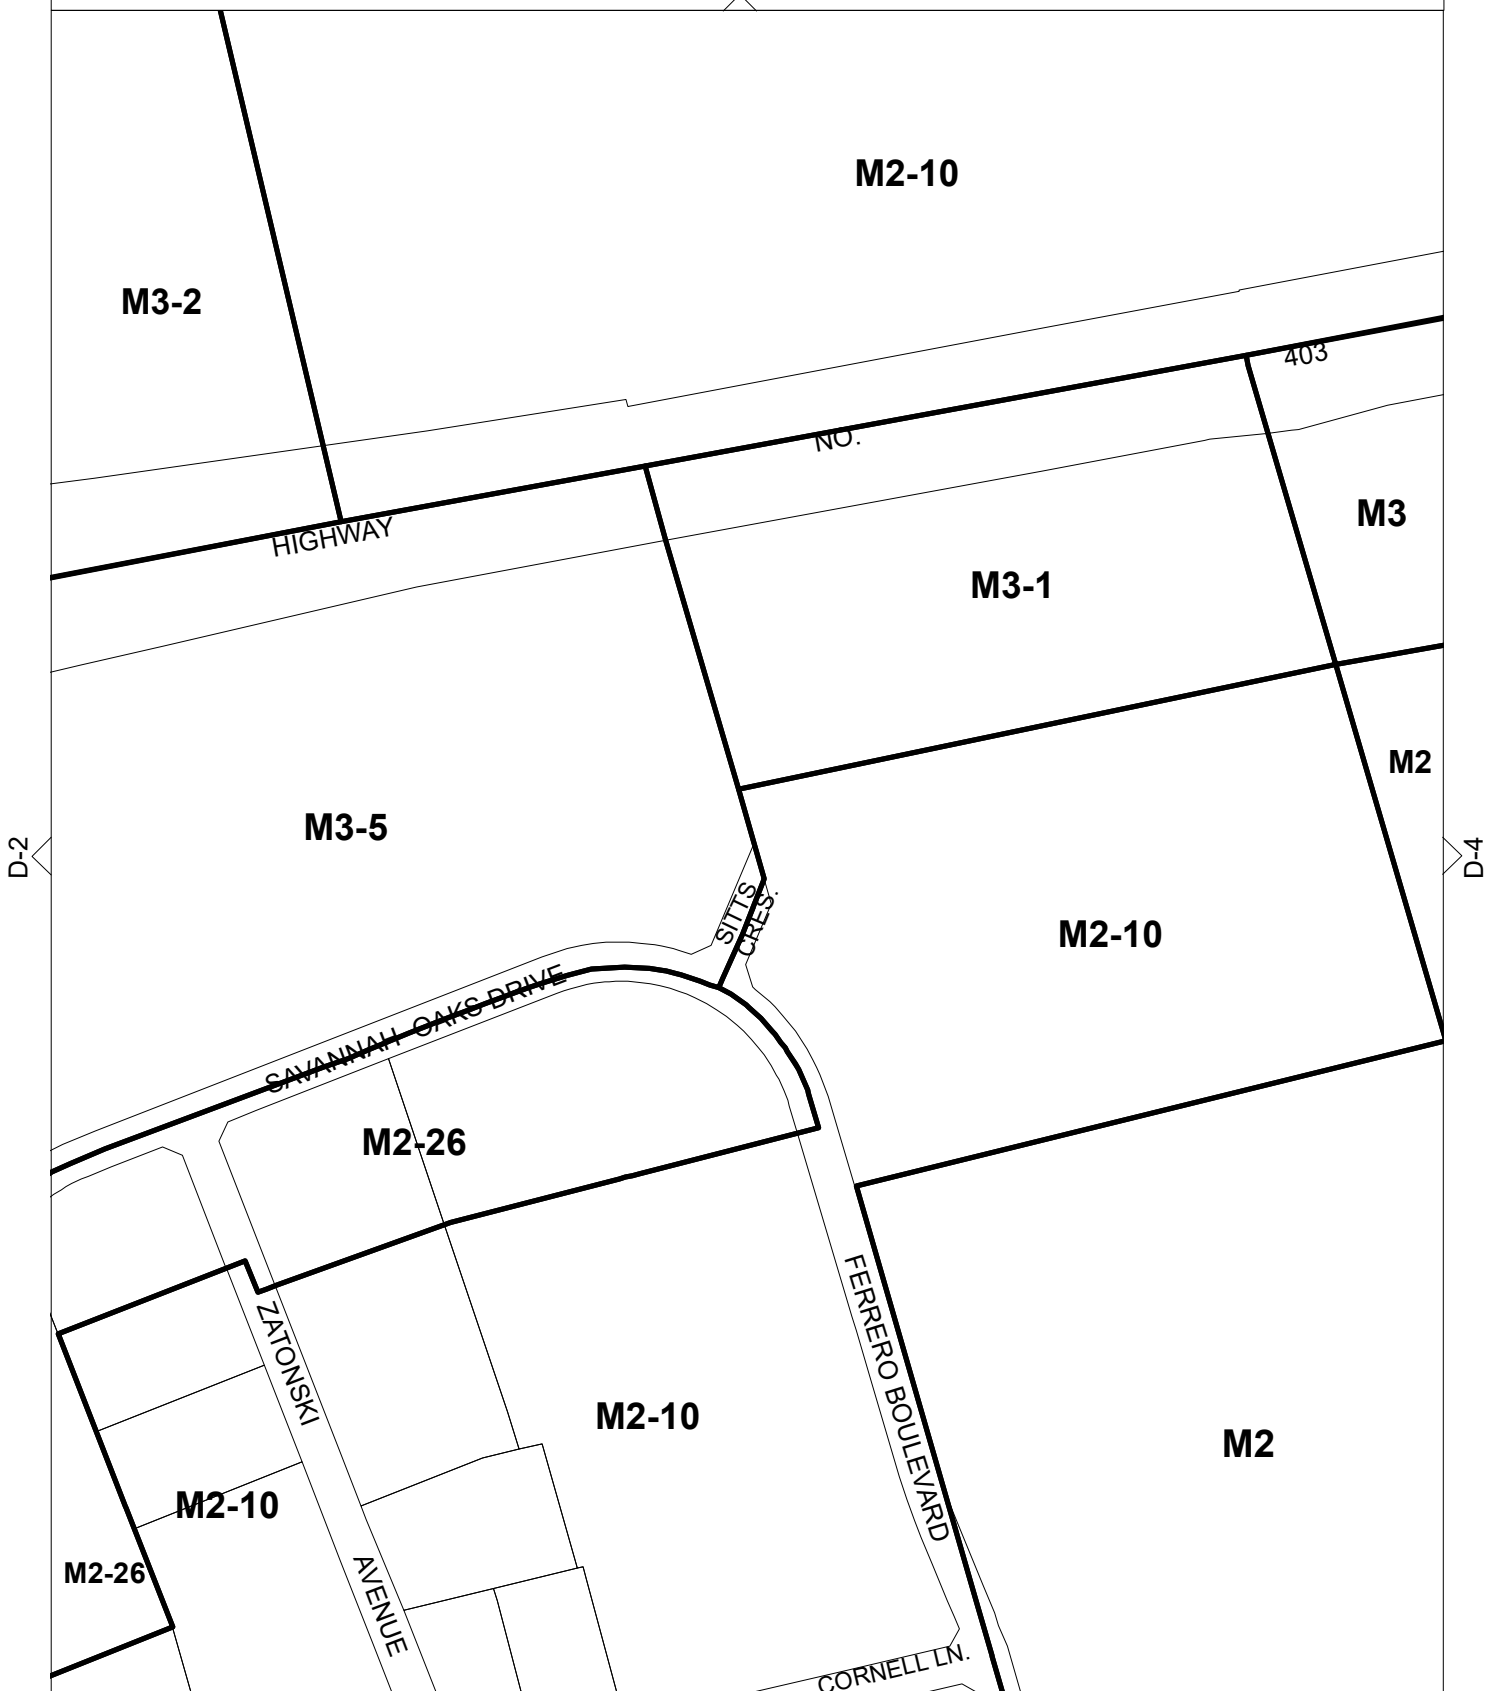 M2-10
M3-2
403
NO.
HIGHWAY
M3
M3-1
M2
M3-5
D-2
D-4
SITTS
CRES.
M2-10
SAVANNAH OAKS DRIVE
M2-26
FERRERO BOULEVARD
ZATONSKI
AVENUE
M2-10
M2
M2-10
M2-26
CORNELL LN.